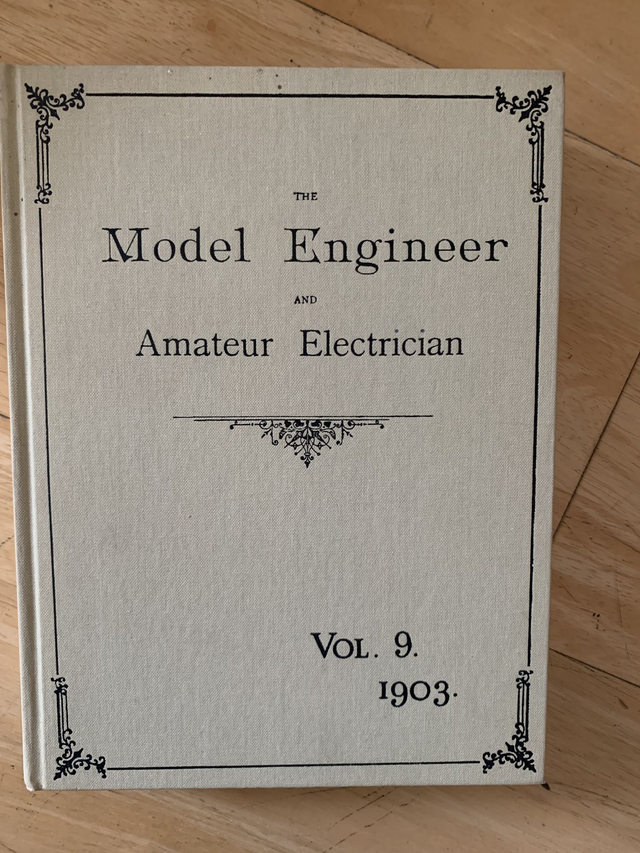 THE
Model Engineer
AND
Amateur Electrician
VOL. 9.
1903.